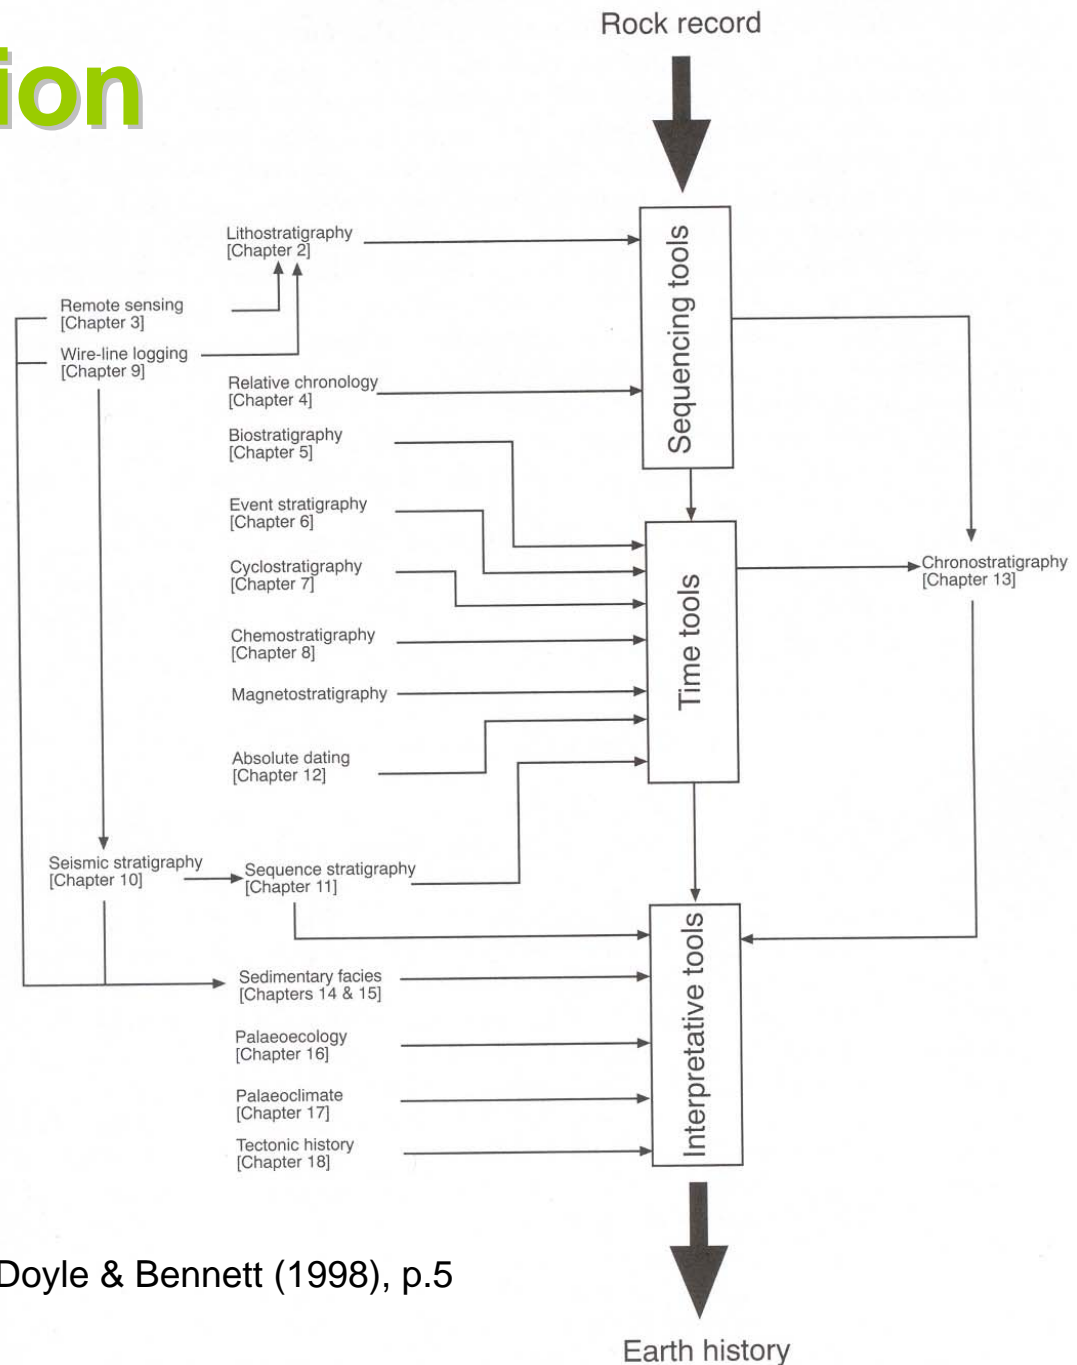 Rock record
ion
Lithostratigraphy
[Chapter 2]
Remote sensing
[Chapter 3]
Wire-line logging
[Chapter 9]
Relative chronology
[Chapter 4]
Biostratigraphy
[Chapter 5]
Event stratigraphy
[Chapter 6]
Cyclostratigraphy
[Chapter 7]
Chemostratigraphy
[Chapter 8]
Magnetostratigraphy
Absolute dating
[Chapter 12]
Seismic stratigraphy
[Chapter 10]
Sequence stratigraphy
[Chapter 11]
Sedimentary facies
[Chapters 14 & 15]
Palaeoecology
[Chapter 16]
Palaeoclimate
[Chapter 17]
Tectonic history
[Chapter 18]
Sequencing tools
Time tools
Interpretative tools
Chronostratigraphy
[Chapter 13]
Doyle & Bennett (1998), p.5
Earth history